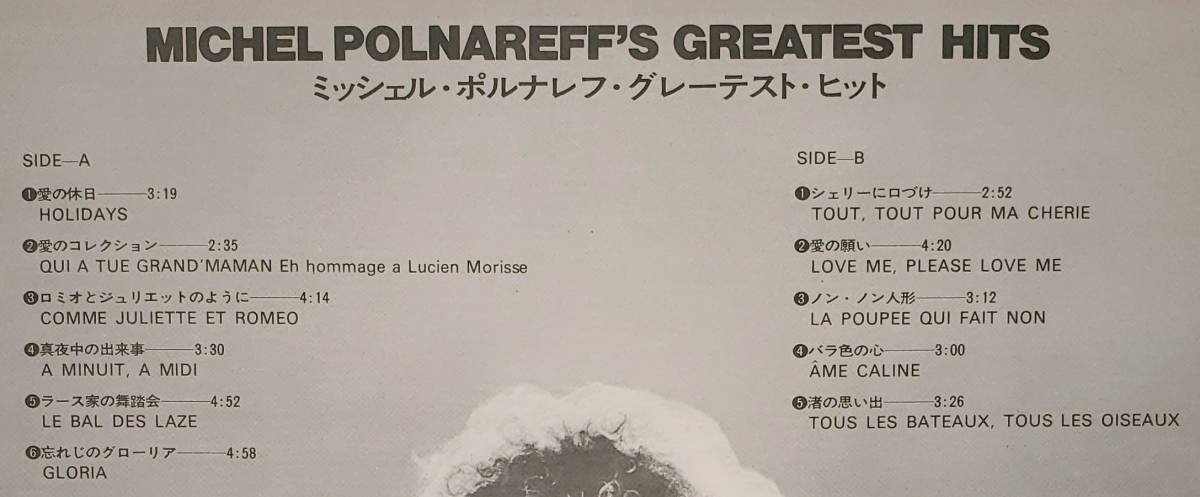 MICHEL POLNAREFF'S GREATEST HITS
ミッシェル・ポルナレフ・グレーテスト・ヒット
SIDE—A
❶愛の休日———3:19
HOLIDAYS
❷愛のコレクション———2:35
QUI A TUE GRAND'MAMAN Eh hommage a Lucien Morisse
❸ロミオとジュリエットのように———4:14
COMME JULIETTE ET ROMEO
❹真夜中の出来事———3:30
A MINUIT, A MIDI
❺ラース家の舞踏会———4:52
LE BAL DES LAZE
❻忘れじのグローリア———4:58
GLORIA
SIDE—B
❶シェリーに口づけ———2:52
TOUT, TOUT POUR MA CHERIE
❷愛の願い———4:20
LOVE ME, PLEASE LOVE ME
❸ノン・ノン人形———3:12
LA POUPEE QUI FAIT NON
❹バラ色の心———3:00
ÂME CALINE
❺渚の思い出———3:26
TOUS LES BATEAUX, TOUS LES OISEAUX